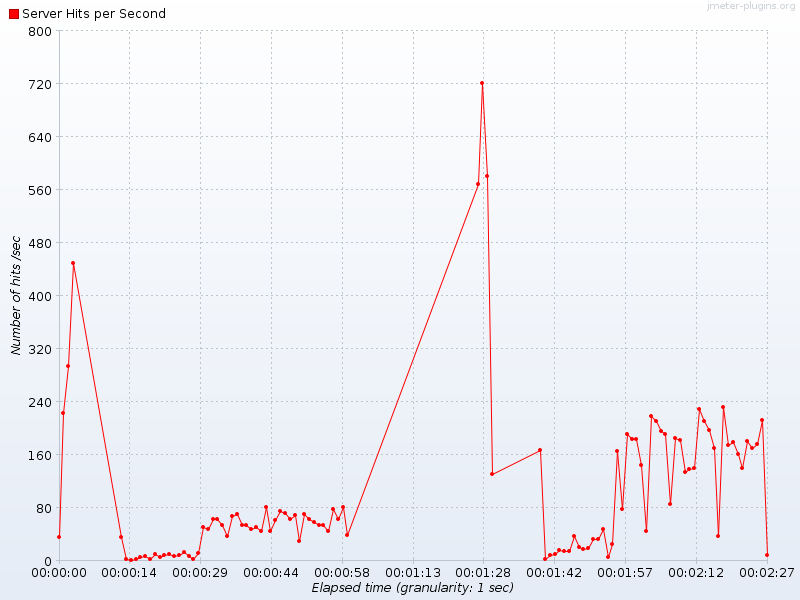 jmeter-plugins.org
Server Hits per Second
800
720
640
560
480
400
320
240
160
80
0
Number of hits /sec
00:00:00 00:00:14 00:00:29 00:00:44 00:00:58 00:01:13 00:01:28 00:01:42 00:01:57 00:02:12 00:02:27
Elapsed time (granularity: 1 sec)